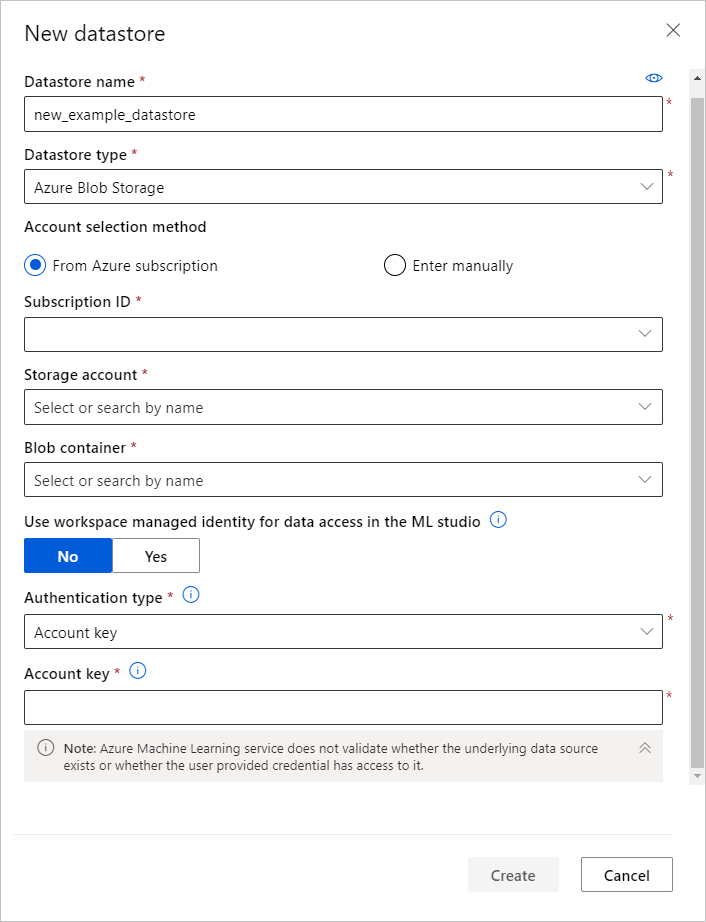 New datastore
Datastore name *
new_example_datastore
*
Datastore type *
Azure Blob Storage
*
Account selection method
From Azure subscription
Enter manually
Subscription ID *
Storage account *
Select or search by name
Blob container *
Select or search by name
Use workspace managed identity for data access in the ML studio
No
Yes
Authentication type *
Account key
*
Account key *
*
Note: Azure Machine Learning service does not validate whether the underlying data source
exists or whether the user provided credential has access to it.
Create
Cancel